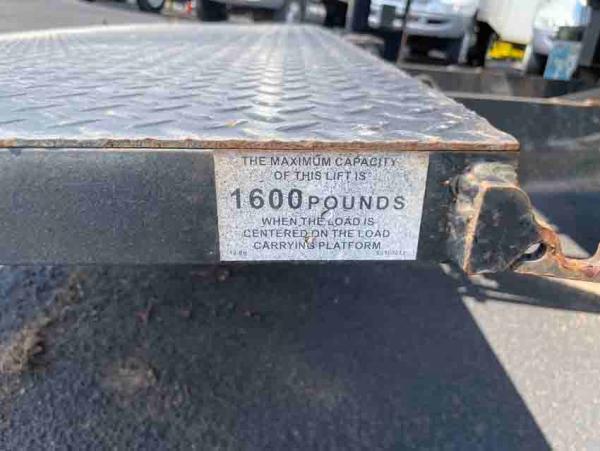 THE MAXIMUM CAPACITY
OF THIS LIFT IS
1600 POUNDS
WHEN THE LOAD IS
CENTERED ON THE LOAD
CARRYING PLATFORM